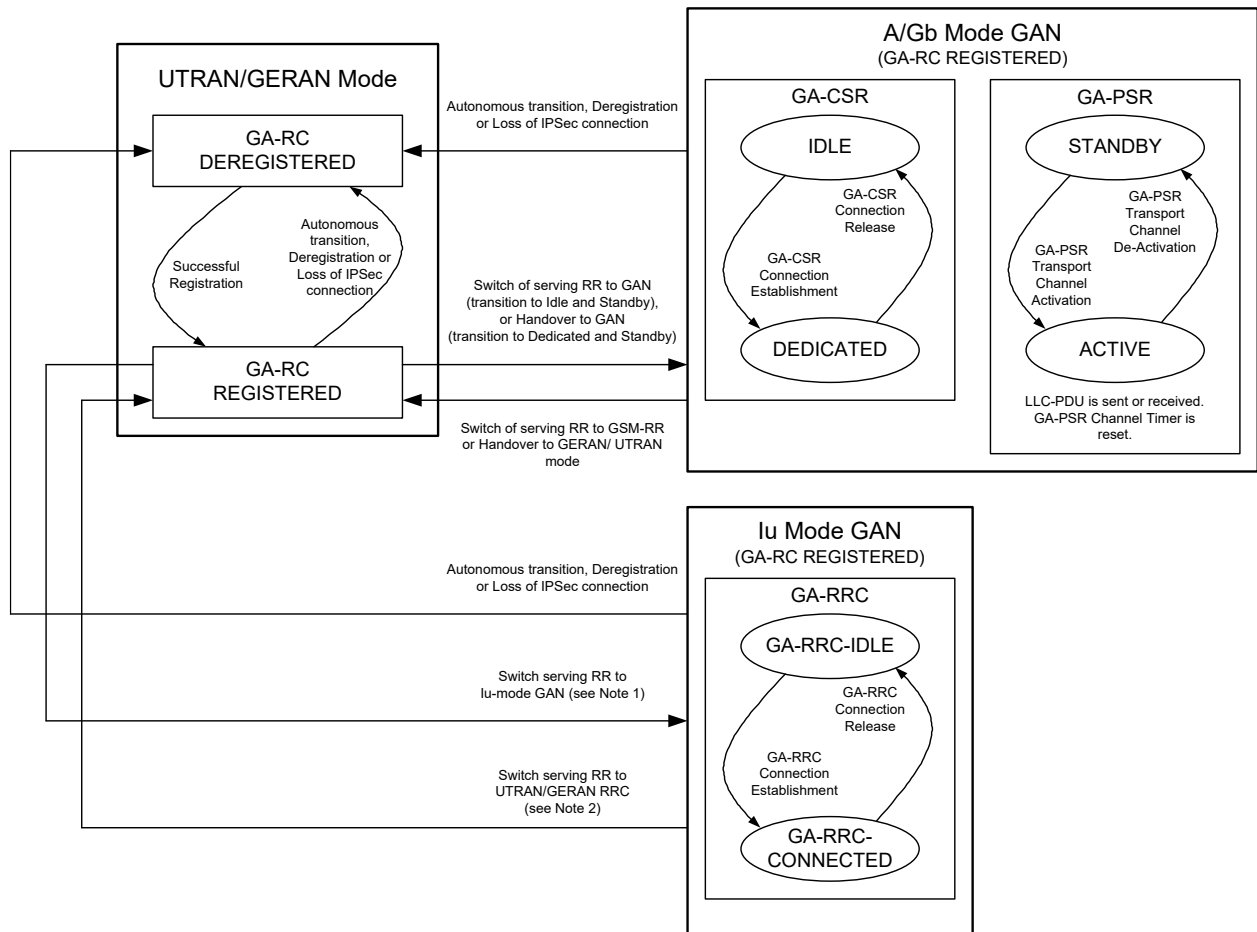 UTRAN/GERAN Mode
GA-RC
DEREGISTERED
Successful
Registration
Autonomous
transition,
Deregistration or
Loss of IPSec
connection
GA-RC
REGISTERED
Autonomous transition, Deregistration
or Loss of IPSec connection
Switch of serving RR to GAN
(transition to Idle and Standby),
or Handover to GAN
(transition to Dedicated and Standby)
Switch of serving RR to GSM-RR
or Handover to GERAN/ UTRAN
mode
A/Gb Mode GAN
(GA-RC REGISTERED)
GA-CSR
IDLE
GA-CSR
Connection
Release
GA-CSR
Connection
Establishment
DEDICATED
GA-PSR
STANDBY
GA-PSR
Transport
Channel
De-Activation
GA-PSR
Transport
Channel
Activation
ACTIVE
LLC-PDU is sent or received.
GA-PSR Channel Timer is
reset.
Autonomous transition, Deregistration
or Loss of IPSec connection
Switch serving RR to
Iu-mode GAN (see Note 1)
Switch serving RR to
UTRAN/GERAN RRC
(see Note 2)
Iu Mode GAN
(GA-RC REGISTERED)
GA-RRC
GA-RRC-IDLE
GA-RRC
Connection
Release
GA-RRC
Connection
Establishment
GA-RRC-
CONNECTED